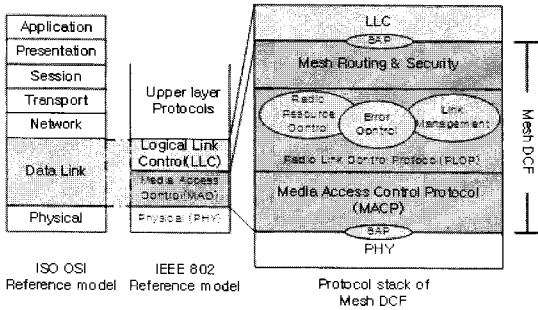 Application
Presentation
Session
Transport
Network
Data Link
Physical
ISO OSI
Reference model
Upper layer
Protocols
Logical Link
Control(LLC)
Media Access
Control(MAC)
Physical (PHY)
IEEE 802
Reference model
LLC
SAP
Mesh Routing & Security
Radio
Resource
Control
Error
Control
Link
Management
Radio Link Control Protocol(RLCP)
Media Access Control Protocol
(MACP)
SAP
PHY
Protocol stack of
Mesh DCF
Mesh DCF